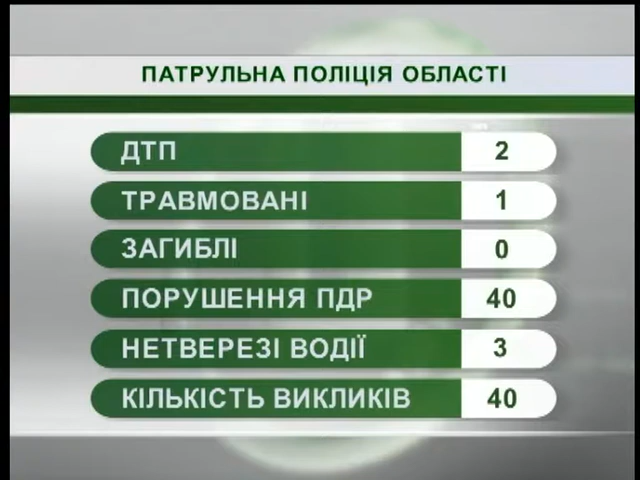 ПАТРУЛЬНА ПОЛІЦІЯ ОБЛАСТІ
ДТП 2
ТРАВМОВАНІ 1
ЗАГИБЛІ 0
ПОРУШЕННЯ ПДР 40
НЕТВЕРЕЗІ ВОДІЇ 3
КІЛЬКІСТЬ ВИКЛИКІВ 40